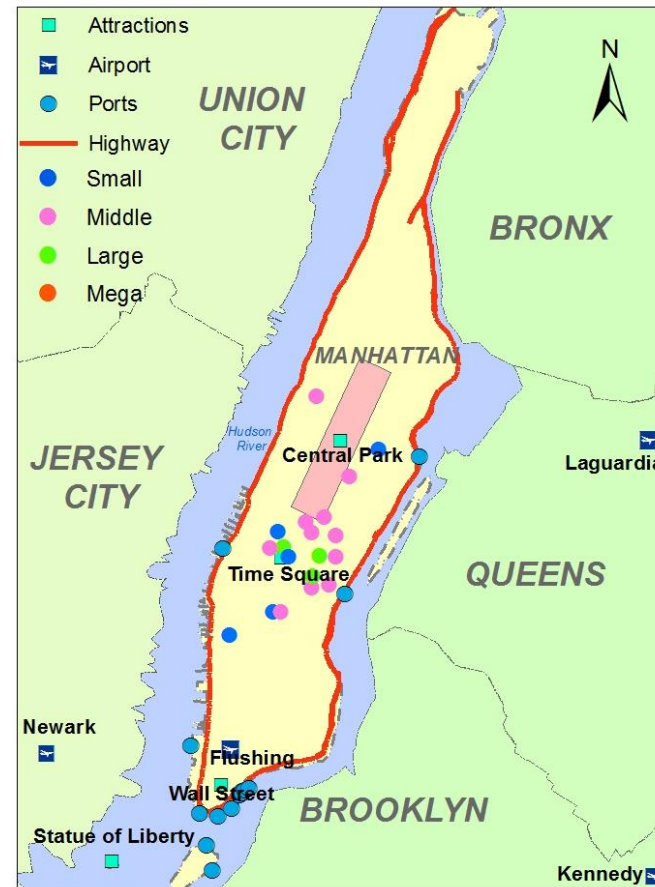 Attractions
Airport
Ports
Highway
Small
Middle
Large
Mega
UNION
CITY
N
BRONX
MANHATTAN
Hudson
River
Central Park
JERSEY
CITY
Laguardia
Time Square
QUEENS
Newark
Flushing
Wall Street
BROOKLYN
Statue of Liberty
Kennedy